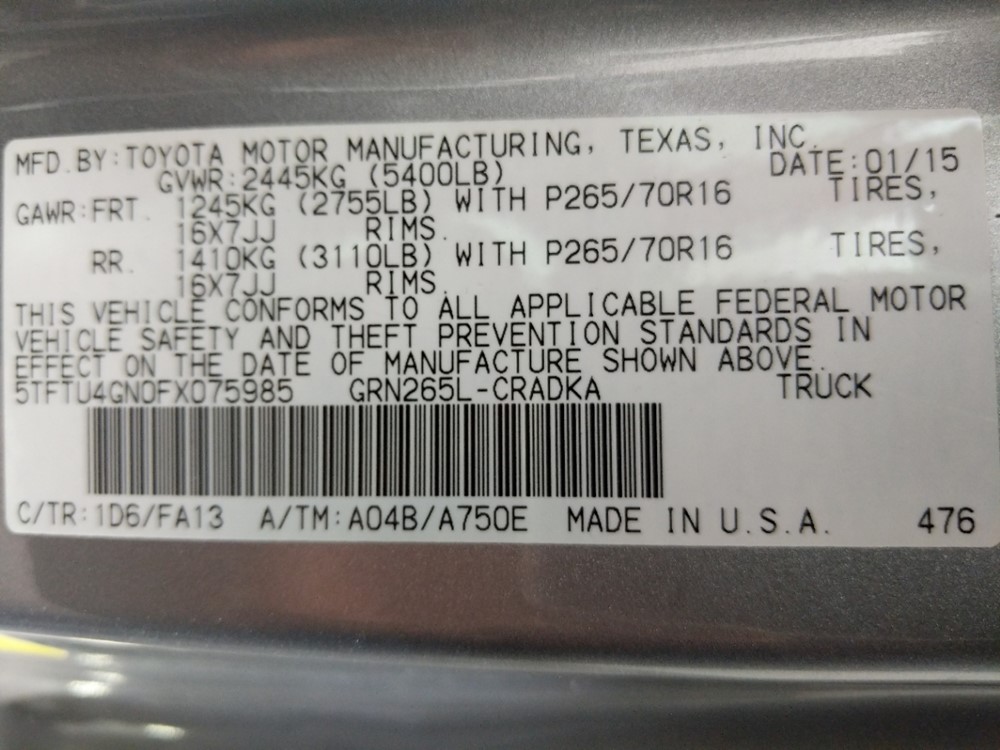 MFD.BY:TOYOTA MOTOR MANUFACTURING, TEXAS, INC.
GVWR:2445KG (5400LB) DATE:01/15
GAWR:FRT. 1245KG (2755LB) WITH P265/70R16 TIRES,
16X7JJ RIMS.
RR. 1410KG (3110LB) WITH P265/70R16 TIRES,
16X7JJ RIMS.
THIS VEHICLE CONFORMS TO ALL APPLICABLE FEDERAL MOTOR
VEHICLE SAFETY AND THEFT PREVENTION STANDARDS IN
EFFECT ON THE DATE OF MANUFACTURE SHOWN ABOVE.
5TFTU4GN0FX075985 GRN265L-CRADKA TRUCK
C/TR:1D6/FA13 A/TM:A04B/A750E MADE IN U.S.A. 476